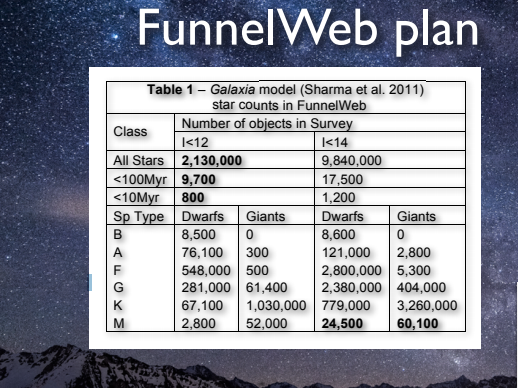 FunnelWeb plan
Table 1 – Galaxia model (Sharma et al. 2011)
star counts in FunnelWeb
Class Number of objects in Survey
I<12 I<14
All Stars 2,130,000 9,840,000
<100Myr 9,700 17,500
<10Myr 800 1,200
Sp Type Dwarfs Giants Dwarfs Giants
B 8,500 0 8,600 0
A 76,100 300 121,000 2,800
F 548,000 500 2,800,000 5,300
G 281,000 61,400 2,380,000 404,000
K 67,100 1,030,000 779,000 3,260,000
M 2,800 52,000 24,500 60,100